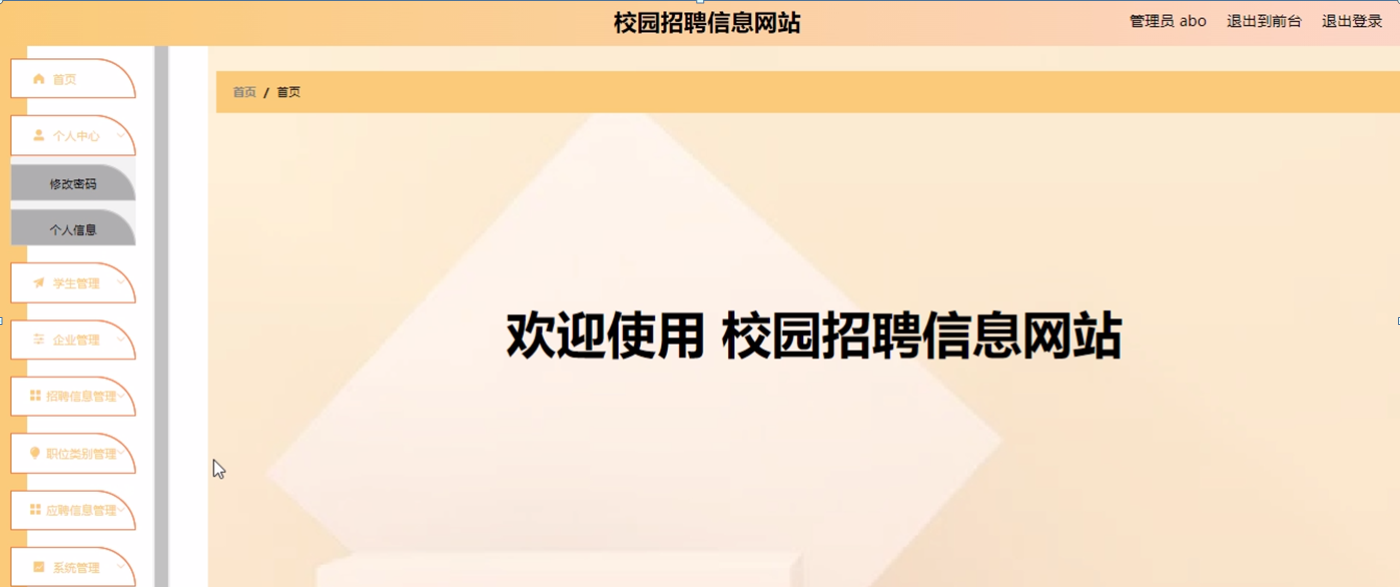 校园招聘信息网站
管理员 abo 退出到前台 退出登录
首页
个人中心
修改密码
个人信息
学生管理
企业管理
招聘信息管理
职位类别管理
应聘信息管理
系统管理
首页 / 首页
欢迎使用 校园招聘信息网站